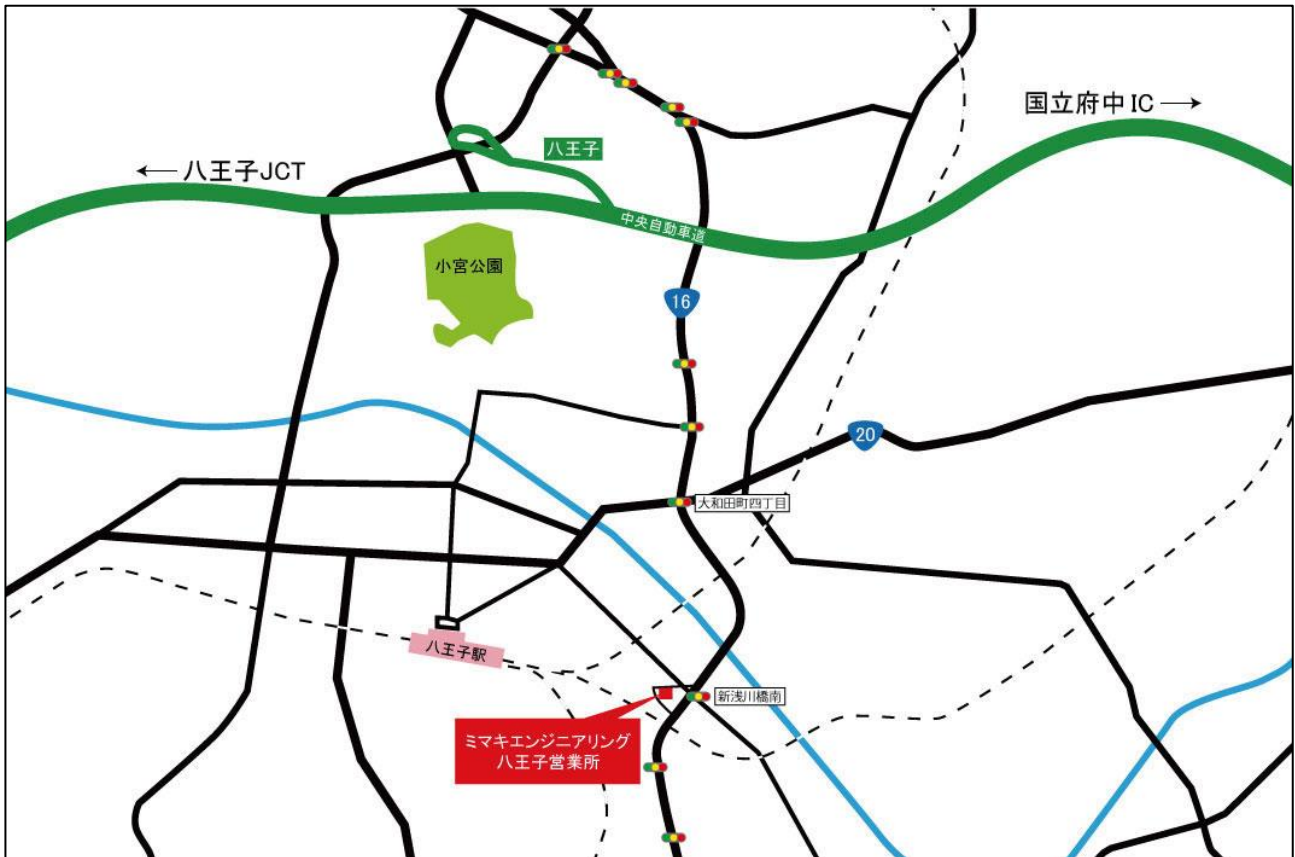 国立府中IC→
八王子
←八王子JCT
中央自動車道
小宮公園
16
20
大和田町四丁目
八王子駅
新浅川橋南
ミマキエンジニアリング
八王子営業所